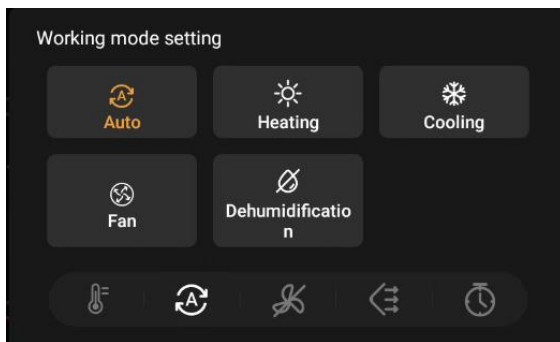 Working mode setting
A
Auto
Heating
Cooling
Fan
Dehumidificatio
n
A